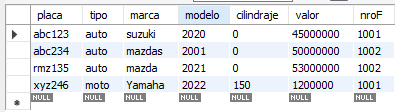 placa tipo marca modelo cilindraje valor nroF
abc123 auto suzuki 2020 0 45000000 1001
abc234 auto mazdas 2001 0 50000000 1002
rmz135 auto mazda 2021 0 53000000 1002
xyz246 moto Yamaha 2022 150 1200000 1001
NULL NULL NULL NULL NULL NULL NULL